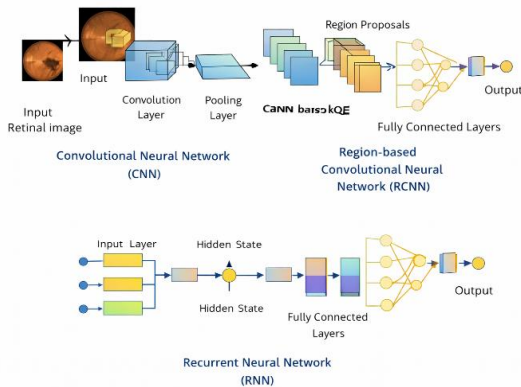 Input
Retinal image
Input
Convolution
Layer
Pooling
Layer
Region Proposals
CaNN
Fully Connected Layers
Output
Convolutional Neural Network
(CNN)
Region-based
Convolutional Neural
Network (RCNN)
Input Layer
Hidden State
Hidden State
Fully Connected
Layers
Output
Recurrent Neural Network
(RNN)